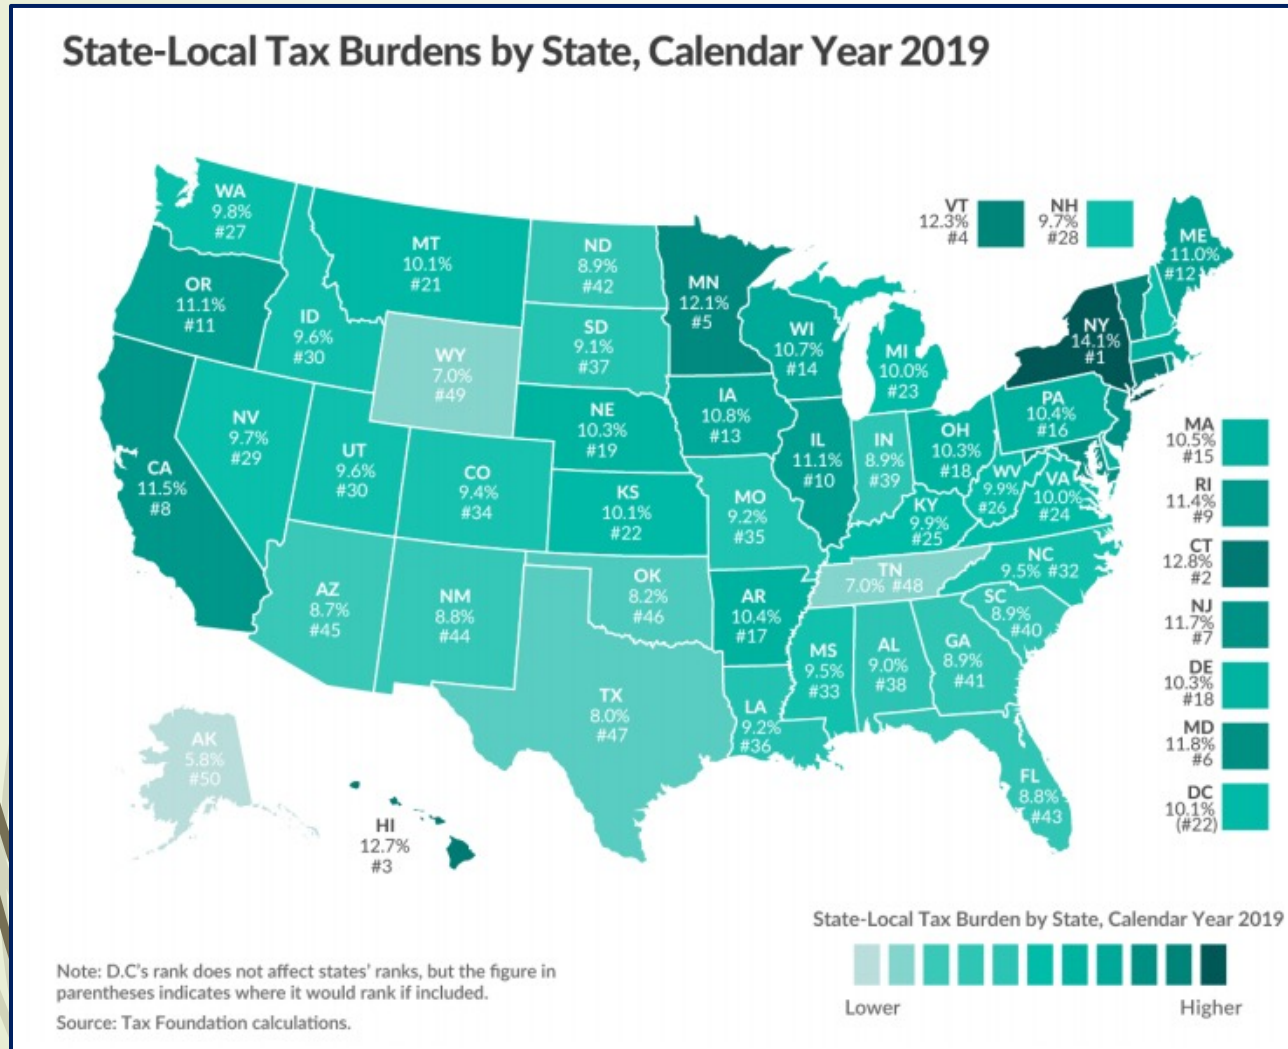 State-Local Tax Burdens by State, Calendar Year 2019
WA
9.8%
#27
MT
10.1%
#21
ND
8.9%
#42
MN
12.1%
#5
VT
12.3%
#4
NH
9.7%
#28
ME
11.0%
#12
OR
11.1%
#11
ID
9.6%
#30
WY
7.0%
#49
SD
9.1%
#37
WI
10.7%
#14
MI
10.0%
#23
NY
14.1%
#1
NV
9.7%
#29
UT
9.6%
#30
CO
9.4%
#34
NE
10.3%
#19
IA
10.8%
#13
IL
11.1%
#10
IN
8.9%
#39
OH
10.3%
#18
PA
10.4%
#16
CA
11.5%
#8
KS
10.1%
#22
MO
9.2%
#35
KY
9.9%
#25
WV
9.9%
#26
VA
10.0%
#24
MA
10.5%
#15
RI
11.4%
#9
CT
12.8%
#2
NJ
11.7%
#7
DE
10.3%
#18
MD
11.8%
#6
DC
10.1%
(#22)
AZ
8.7%
#45
NM
8.8%
#44
OK
8.2%
#46
AR
10.4%
#17
TN
7.0% #48
NC
9.5% #32
SC
8.9%
#40
TX
8.0%
#47
LA
9.2%
#36
MS
9.5%
#33
AL
9.0%
#38
GA
8.9%
#41
FL
8.8%
#43
AK
5.8%
#50
HI
12.7%
#3
State-Local Tax Burden by State, Calendar Year 2019
Lower
Higher
Note: D.C's rank does not affect states' ranks, but the figure in
parentheses indicates where it would rank if included.
Source: Tax Foundation calculations.